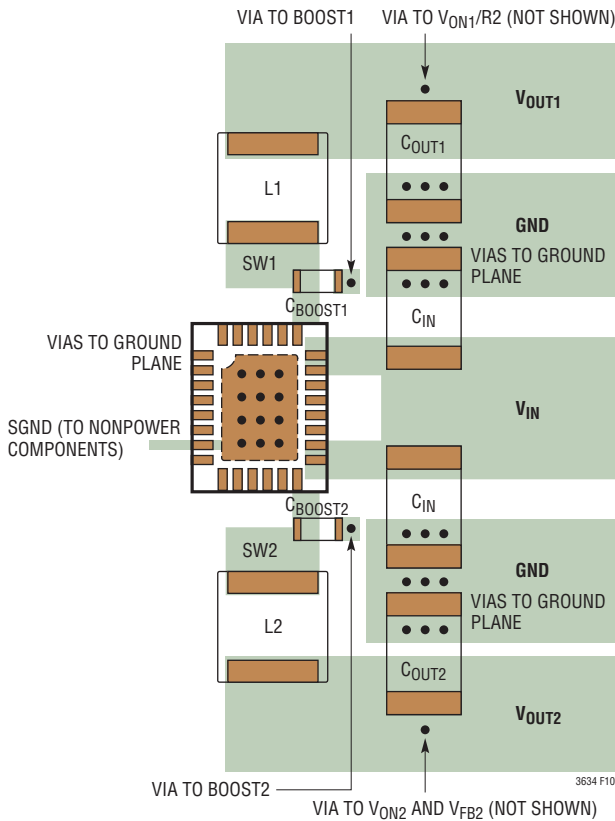 VIA TO BOOST1
VIA TO VON1/R2 (NOT SHOWN)
VOUT1
COUT1
L1
GND
VIAS TO GROUND
PLANE
SW1
CBOOST1
CIN
VIAS TO GROUND
PLANE
VIN
SGND (TO NONPOWER
COMPONENTS)
CIN
CBOOST2
SW2
GND
VIAS TO GROUND
PLANE
L2
COUT2
VOUT2
3634 F10
VIA TO BOOST2
VIA TO VON2 AND VFB2 (NOT SHOWN)